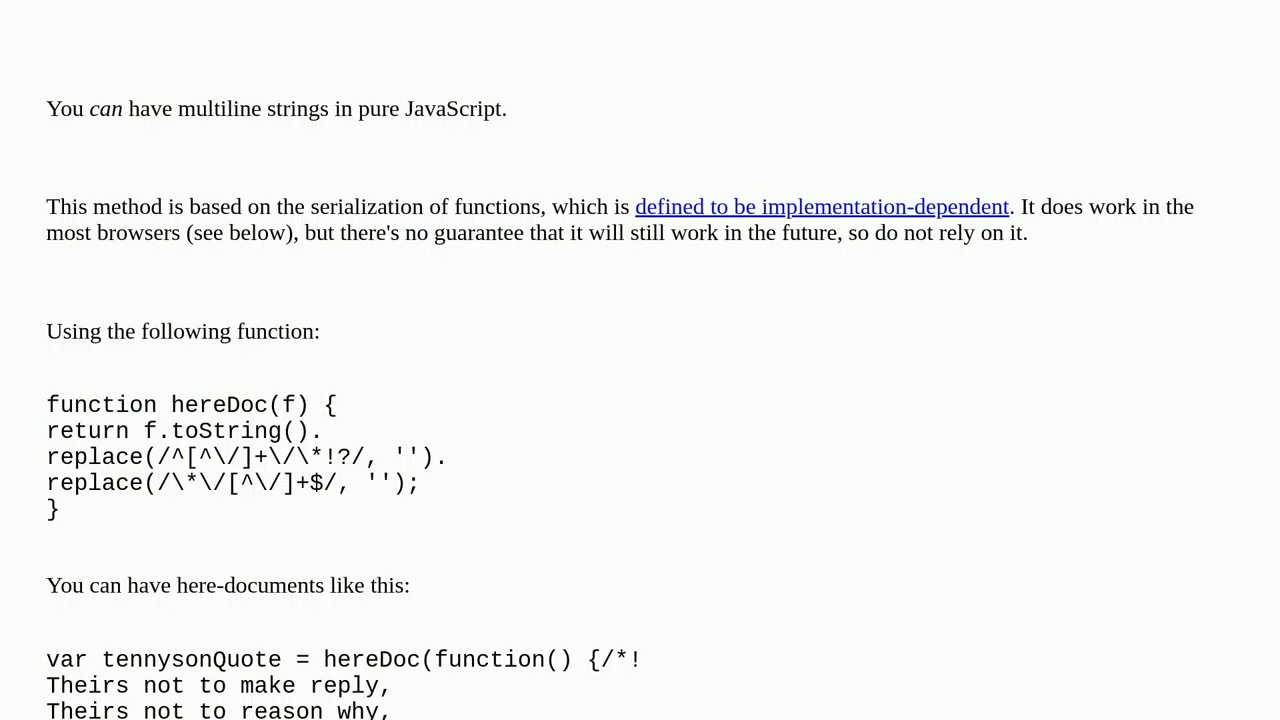 You can have multiline strings in pure JavaScript.
This method is based on the serialization of functions, which is defined to be implementation-dependent. It does work in the
most browsers (see below), but there's no guarantee that it will still work in the future, so do not rely on it.
Using the following function:
function hereDoc(f) {
return f.toString().
replace(/^[^\/]+\/\*!?/, '').
replace(/\*\/[^\/]+$/, '');
}
You can have here-documents like this:
var tennysonQuote = hereDoc(function() {/*!
Theirs not to make reply,
Theirs not to reason why,